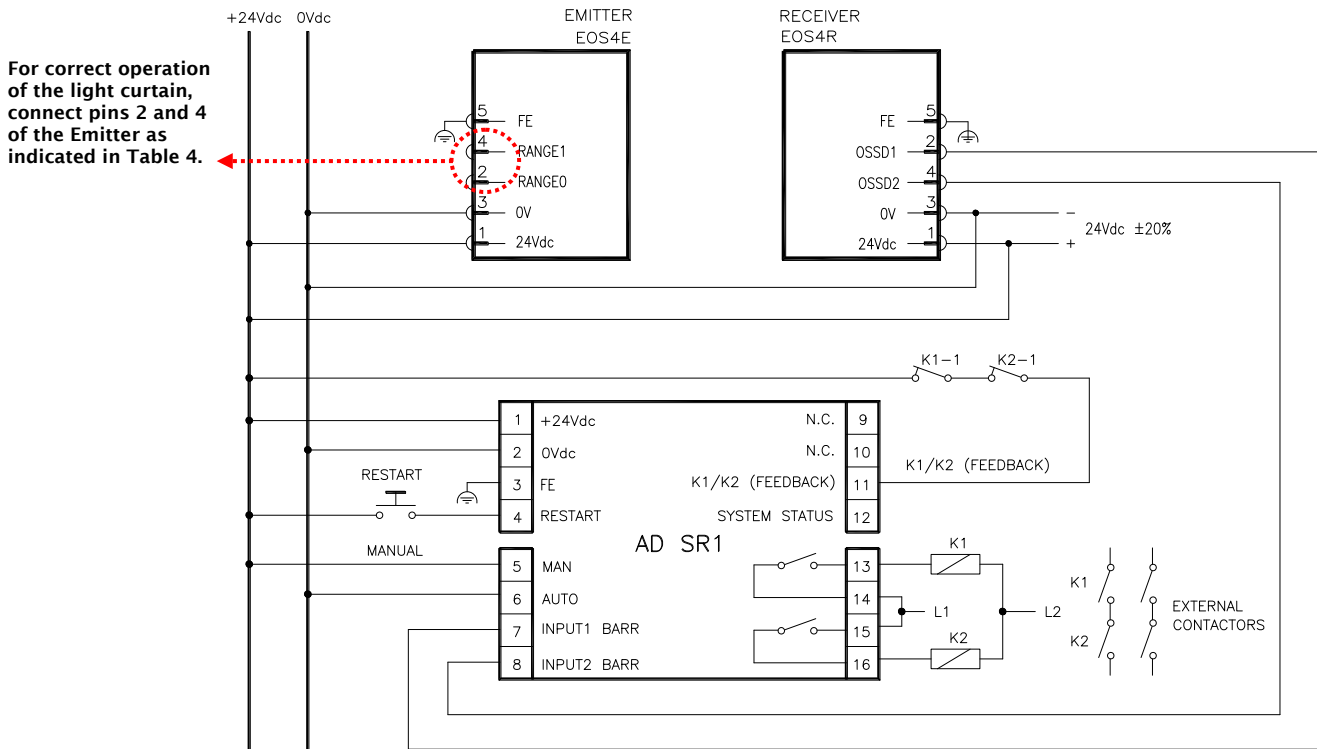 +24Vdc 0Vdc
EMITTER
EOS4E
RECEIVER
EOS4R
For correct operation
of the light curtain,
connect pins 2 and 4
of the Emitter as
indicated in Table 4.
5 FE
4 RANGE1
2 RANGE0
3 0V
1 24Vdc
FE 5
OSSD1 2
OSSD2 4
0V 3
24Vdc 1
−
24Vdc ±20%
+
K1-1 K2-1
1 +24Vdc
2 0Vdc
3 FE
4 RESTART
RESTART
N.C. 9
N.C. 10
K1/K2 (FEEDBACK) 11
SYSTEM STATUS 12
K1/K2 (FEEDBACK)
AD SR1
MANUAL
5 MAN
6 AUTO
7 INPUT1 BARR
8 INPUT2 BARR
13
14
15
16
K1
L1
L2
K2
K1
K2
EXTERNAL
CONTACTORS